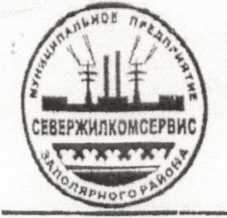 МУНИЦИПАЛЬНОЕ ПРЕДПРИЯТИЕ
СЕВЕРЖИЛКОМСЕРВИС
ЗАПОЛЯРНОГО РАЙОНА